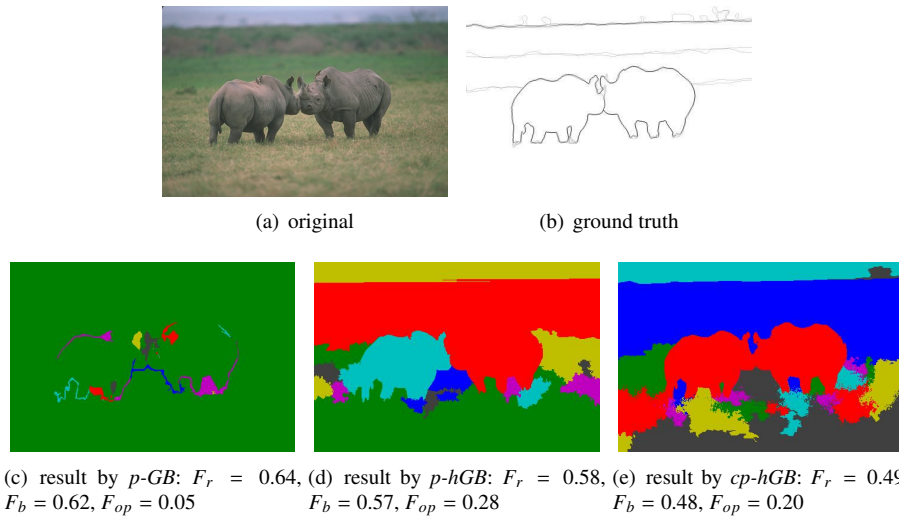 (a) original
(b) ground truth
(c) result by p-GB: F_r = 0.64,
F_b = 0.62, F_op = 0.05
(d) result by p-hGB: F_r = 0.58,
F_b = 0.57, F_op = 0.28
(e) result by cp-hGB: F_r = 0.49
F_b = 0.48, F_op = 0.20